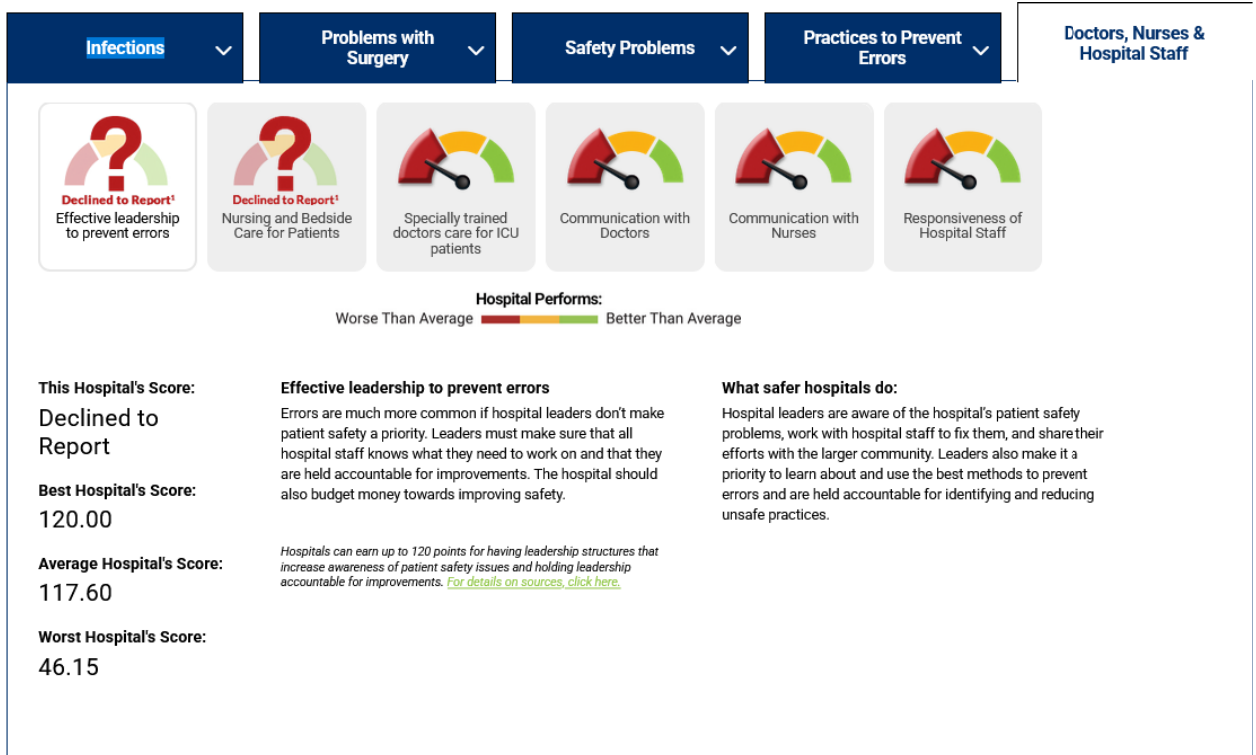 Infections
Problems with
Surgery
Safety Problems
Practices to Prevent
Errors
Doctors, Nurses &
Hospital Staff
?
Declined to Report¹
Effective leadership
to prevent errors
?
Declined to Report¹
Nursing and Bedside
Care for Patients
Specially trained
doctors care for ICU
patients
Communication with
Doctors
Communication with
Nurses
Responsiveness of
Hospital Staff
Hospital Performs:
Worse Than Average
Better Than Average
This Hospital's Score:
Declined to
Report
Best Hospital's Score:
120.00
Average Hospital's Score:
117.60
Worst Hospital's Score:
46.15
Effective leadership to prevent errors
Errors are much more common if hospital leaders don't make
patient safety a priority. Leaders must make sure that all
hospital staff knows what they need to work on and that they
are held accountable for improvements. The hospital should
also budget money towards improving safety.
Hospitals can earn up to 120 points for having leadership structures that
increase awareness of patient safety issues and holding leadership
accountable for improvements. For details on sources, click here.
What safer hospitals do:
Hospital leaders are aware of the hospital's patient safety
problems, work with hospital staff to fix them, and share their
efforts with the larger community. Leaders also make it a
priority to learn about and use the best methods to prevent
errors and are held accountable for identifying and reducing
unsafe practices.